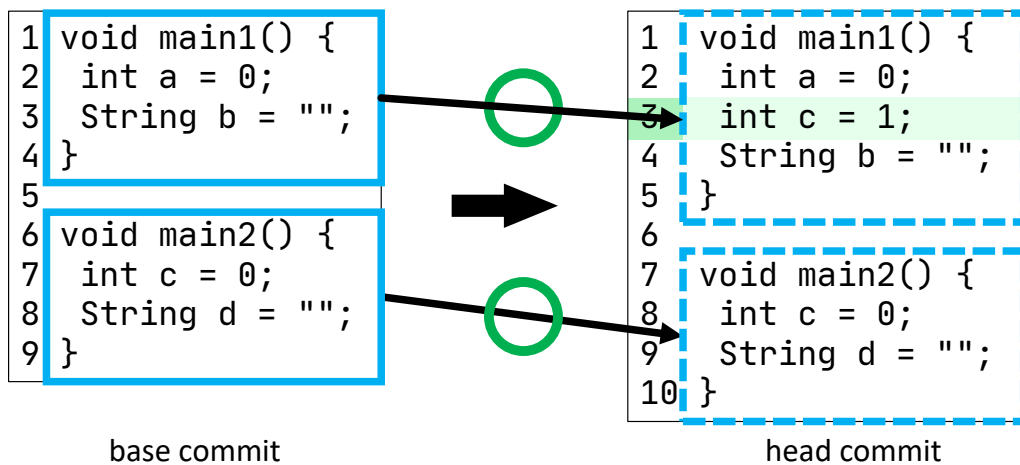 1 void main1() {
2  int a = 0;
3  String b = "";
4 }
5
6 void main2() {
7  int c = 0;
8  String d = "";
9 }
base commit
1 void main1() {
2  int a = 0;
3  int c = 1;
4  String b = "";
5 }
6
7 void main2() {
8  int c = 0;
9  String d = "";
10 }
head commit